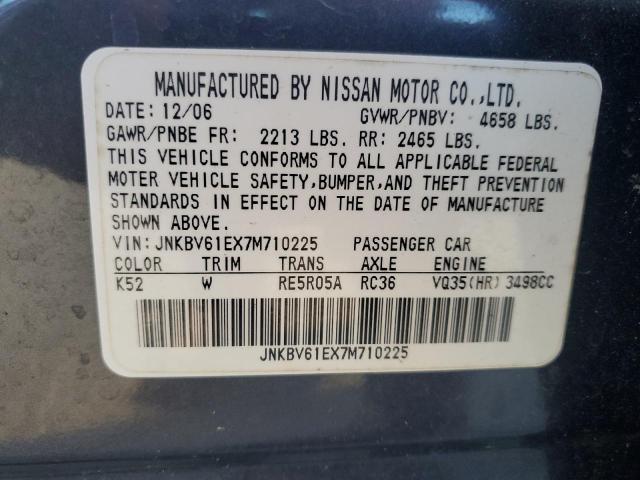 MANUFACTURED BY NISSAN MOTOR CO.,LTD.
DATE: 12/06 GVWR/PNBV: 4658 LBS.
GAWR/PNBE FR: 2213 LBS. RR: 2465 LBS.
THIS VEHICLE CONFORMS TO ALL APPLICABLE FEDERAL
MOTER VEHICLE SAFETY,BUMPER,AND THEFT PREVENTION
STANDARDS IN EFFECT ON THE DATE OF MANUFACTURE
SHOWN ABOVE.
VIN: JNKBV61EX7M710225 PASSENGER CAR
COLOR TRIM TRANS AXLE ENGINE
K52 W RE5R05A RC36 VQ35(HR) 3498CC
JNKBV61EX7M710225